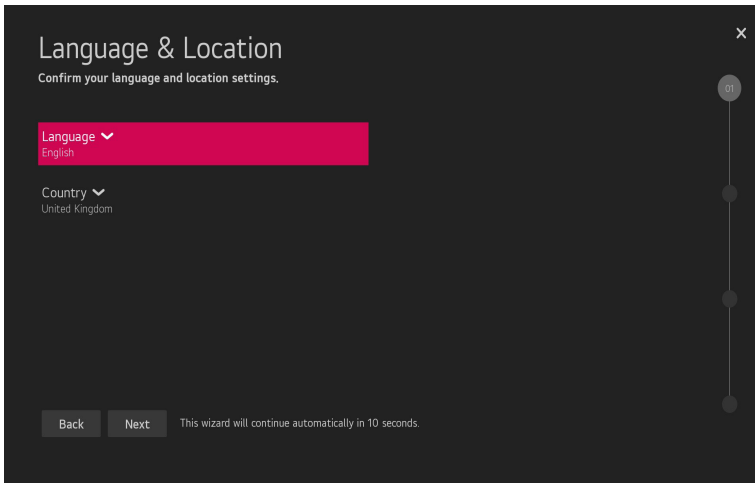 Language & Location
Confirm your language and location settings.
01
Language
English
Country
United Kingdom
Back
Next
This wizard will continue automatically in 10 seconds.